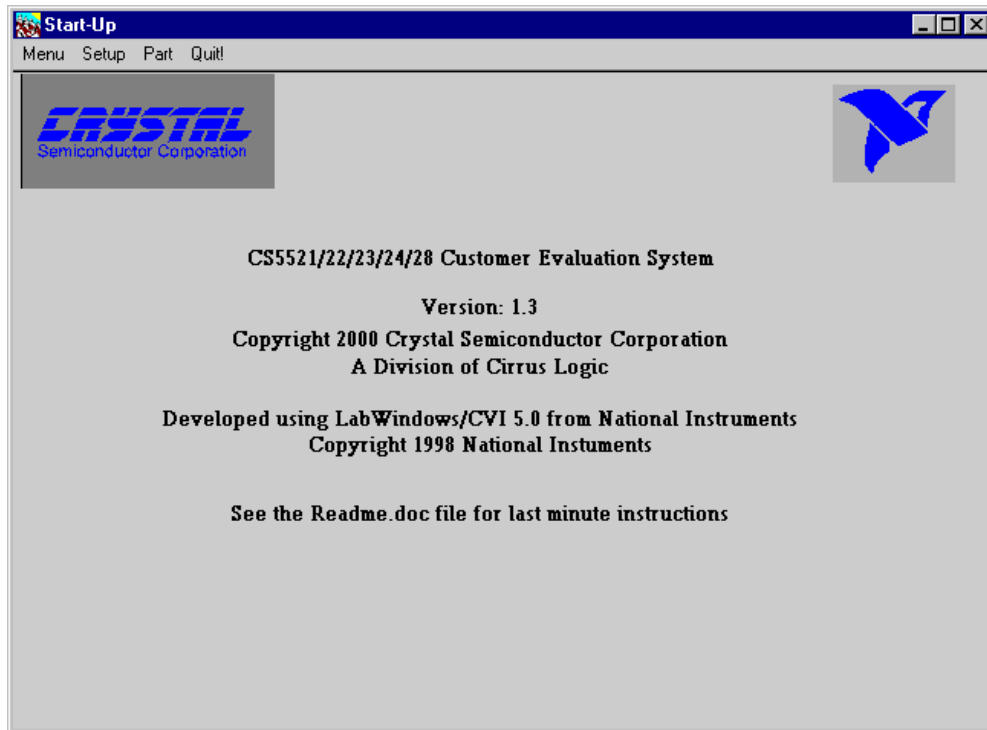 Start-Up
Menu Setup Part Quit!
CRYSTAL
Semiconductor Corporation
CS5521/22/23/24/28 Customer Evaluation System
Version: 1.3
Copyright 2000 Crystal Semiconductor Corporation
A Division of Cirrus Logic
Developed using LabWindows/CVI 5.0 from National Instruments
Copyright 1998 National Instuments
See the Readme.doc file for last minute instructions